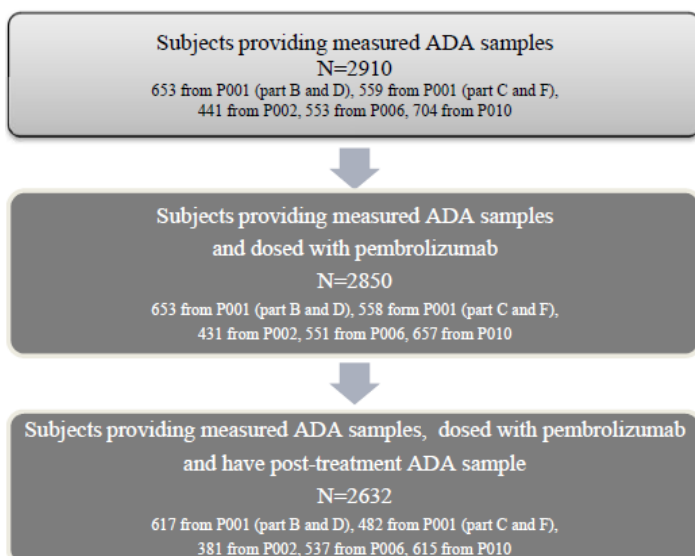 Subjects providing measured ADA samples
N=2910
653 from P001 (part B and D), 559 from P001 (part C and F),
441 from P002, 553 from P006, 704 from P010
Subjects providing measured ADA samples
and dosed with pembrolizumab
N=2850
653 from P001 (part B and D), 558 form P001 (part C and F),
431 from P002, 551 from P006, 657 from P010
Subjects providing measured ADA samples, dosed with pembrolizumab
and have post-treatment ADA sample
N=2632
617 from P001 (part B and D), 482 from P001 (part C and F),
381 from P002, 537 from P006, 615 from P010